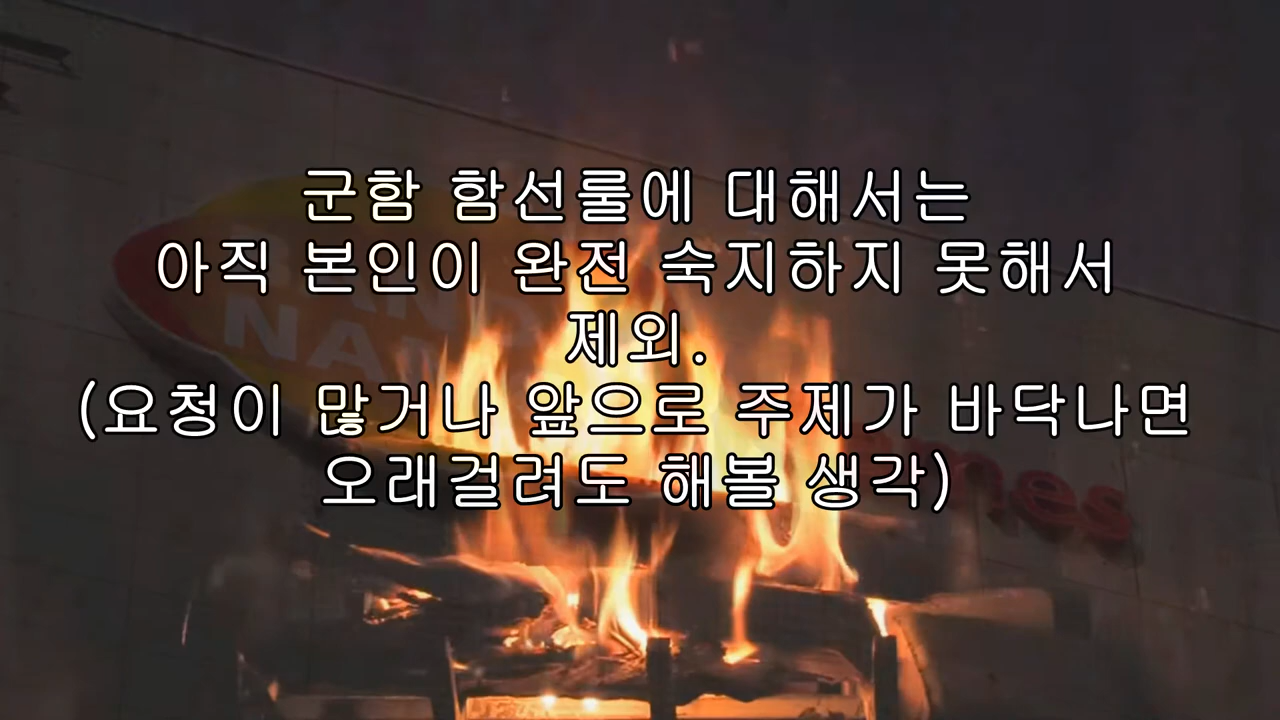 군함 함선룰에 대해서는
아직 본인이 완전 숙지하지 못해서
제외.
(요청이 많거나 앞으로 주제가 바닥나면
오래걸려도 해볼 생각)